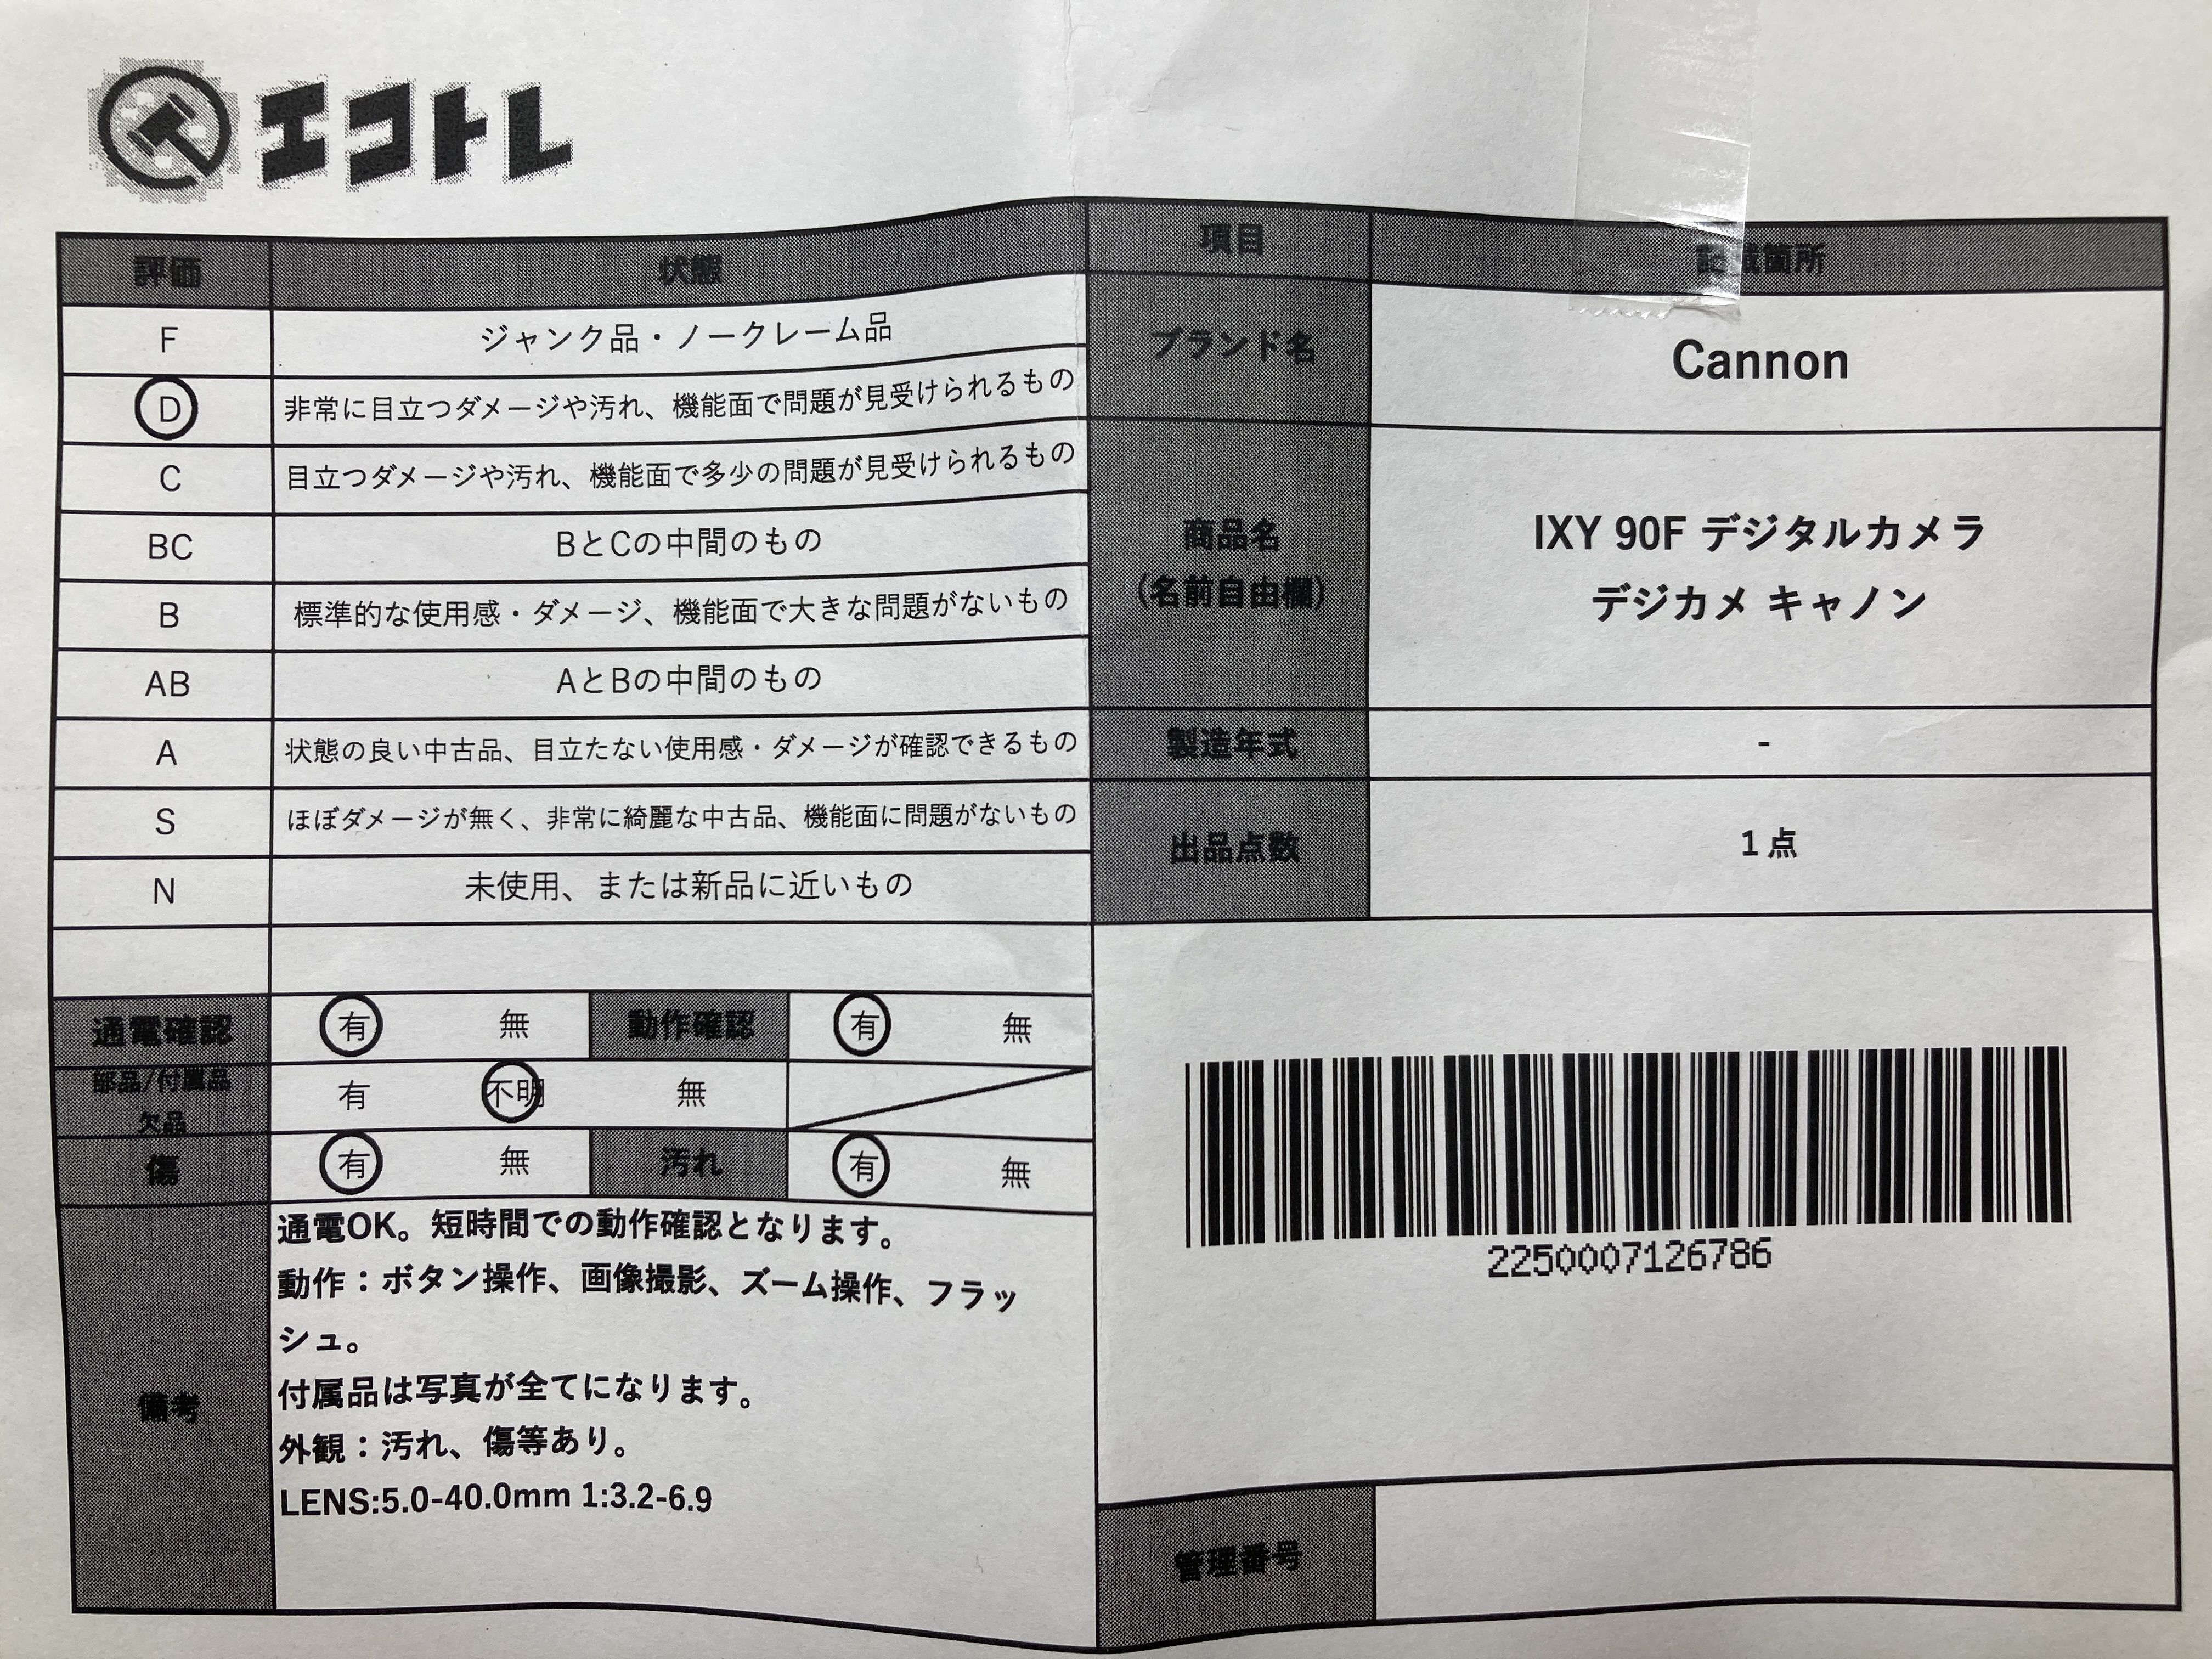 エコトレ
評価 状態
F ジャンク品・ノークレーム品
D 非常に目立つダメージや汚れ、機能面で問題が見受けられるもの
C 目立つダメージや汚れ、機能面で多少の問題が見受けられるもの
BC BとCの中間のもの
B 標準的な使用感・ダメージ、機能面で大きな問題がないもの
AB AとBの中間のもの
A 状態の良い中古品、目立たない使用感・ダメージが確認できるもの
S ほぼダメージが無く、非常に綺麗な中古品、機能面に問題がないもの
N 未使用、または新品に近いもの
通電確認 有 無 動作確認 有 無
部品/付属品
欠品
有 不明 無
傷 有 無 汚れ 有 無
備考
通電OK。短時間での動作確認となります。
動作：ボタン操作、画像撮影、ズーム操作、フラッ
シュ。
付属品は写真が全てになります。
外観：汚れ、傷等あり。
LENS:5.0-40.0mm 1:3.2-6.9
項目 記載箇所
ブランド名 Cannon
商品名
(名前自由欄)
IXY 90F デジタルカメラ
デジカメ キャノン
製造年式 -
出品点数 1 点
2250007126786
管理番号